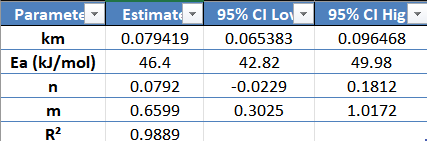 Paramete Estimate 95% CI Lov 95% CI Hig
km 0.079419 0.065383 0.096468
Ea (kJ/mol) 46.4 42.82 49.98
n 0.0792 -0.0229 0.1812
m 0.6599 0.3025 1.0172
R² 0.9889